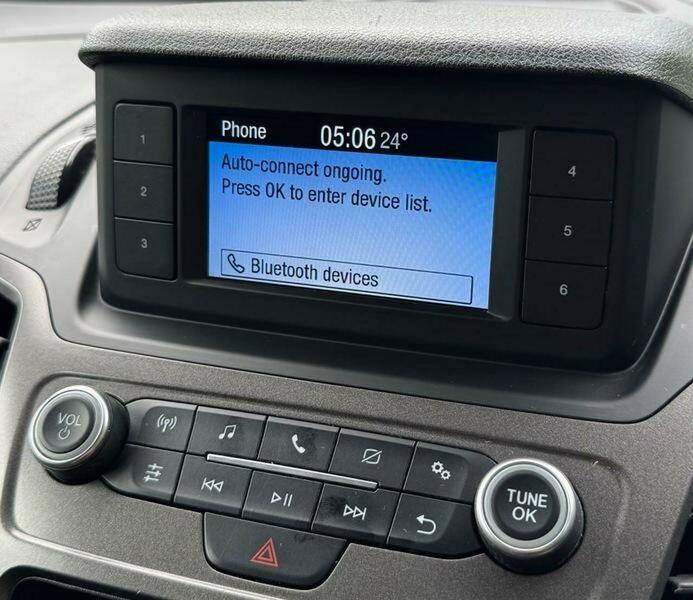 Phone 05:06 24°
Auto-connect ongoing.
Press OK to enter device list.
Bluetooth devices
1
2
3
4
5
6
VOL
TUNE
OK